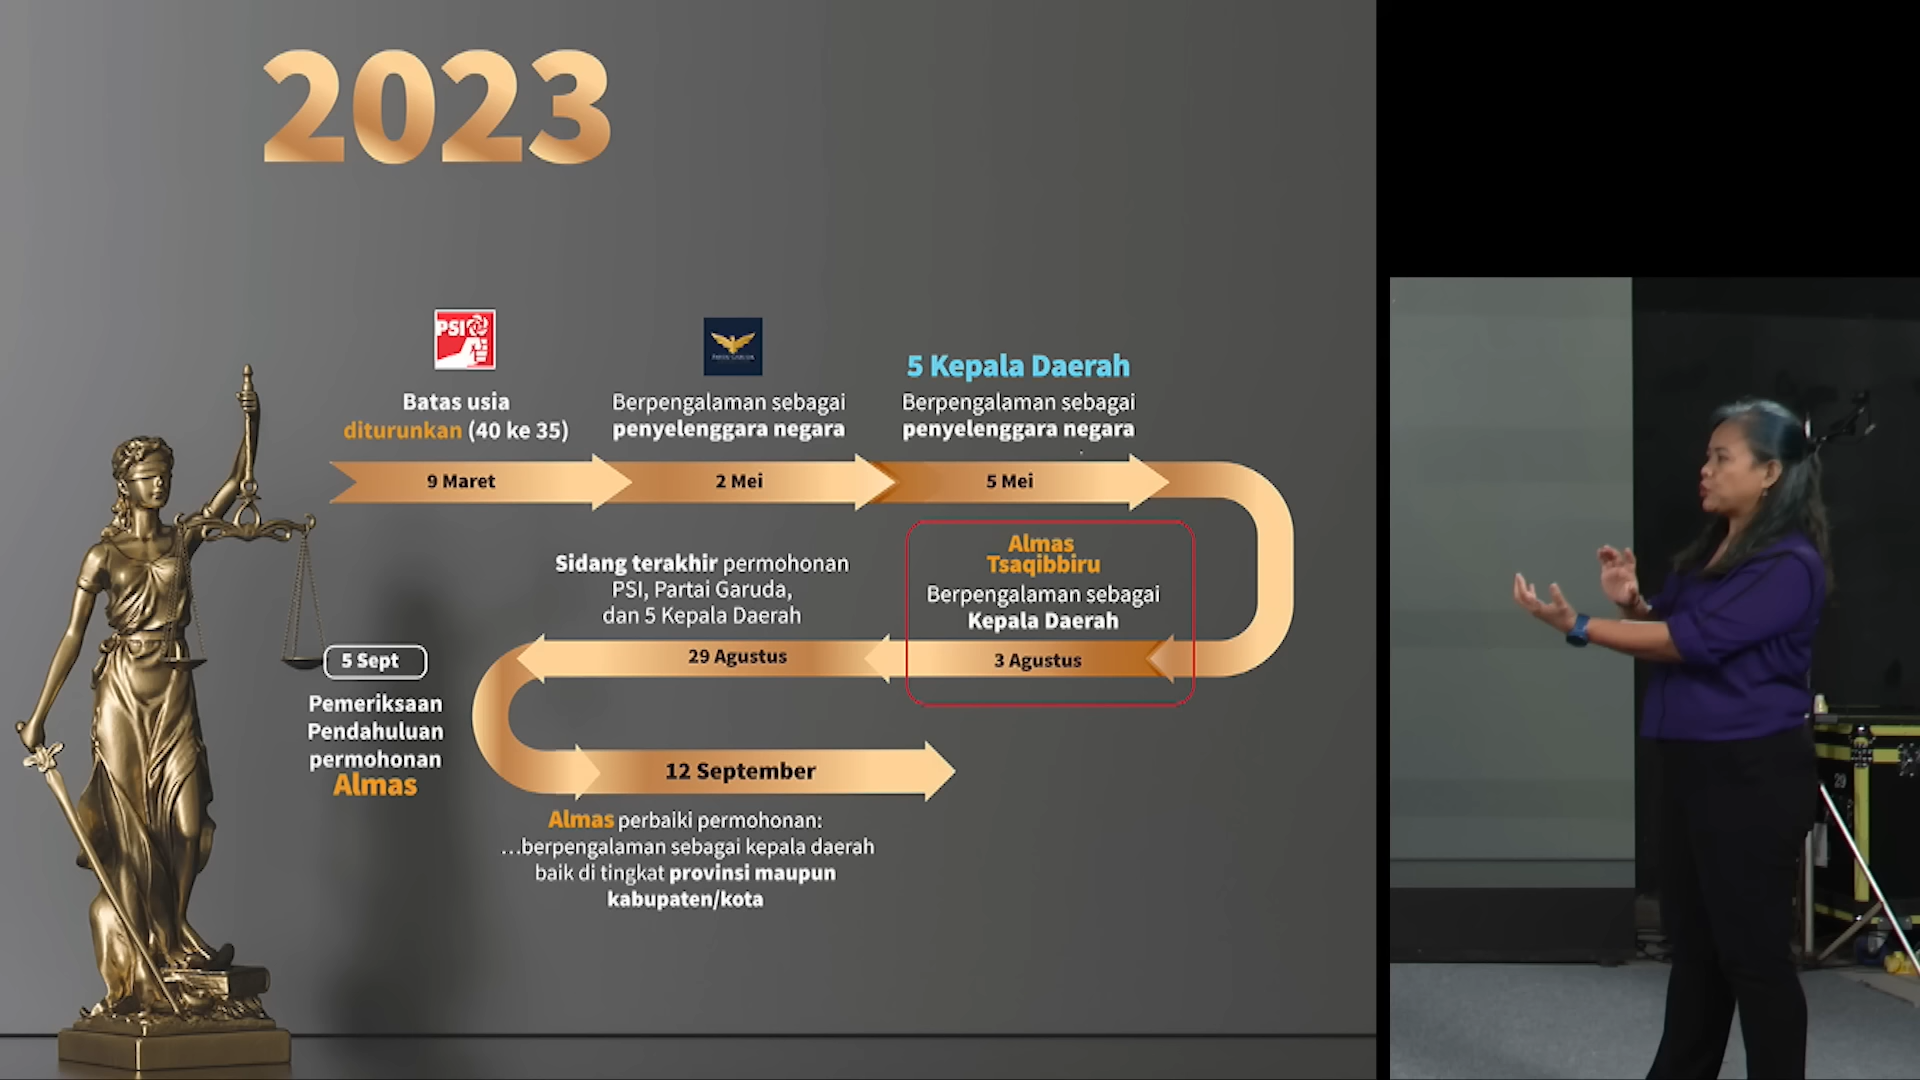 2023
PSI
PARTAI GARUDA
5 Kepala Daerah
Batas usia
diturunkan (40 ke 35)
Berpengalaman sebagai
penyelenggara negara
Berpengalaman sebagai
penyelenggara negara
9 Maret
2 Mei
5 Mei
Almas
Tsaqibbiru
Berpengalaman sebagai
Kepala Daerah
3 Agustus
Sidang terakhir permohonan
PSI, Partai Garuda,
dan 5 Kepala Daerah
29 Agustus
5 Sept
Pemeriksaan
Pendahuluan
permohonan
Almas
12 September
Almas perbaiki permohonan:
...berpengalaman sebagai kepala daerah
baik di tingkat provinsi maupun
kabupaten/kota
29